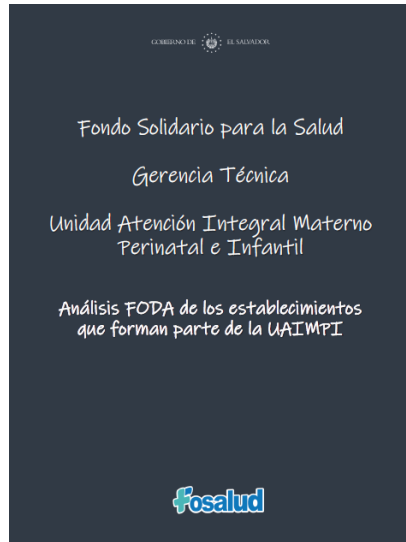 GOBIERNO DE EL SALVADOR
Fondo Solidario para la Salud
Gerencia Técnica
Unidad Atención Integral Materno
Perinatal e Infantil
Análisis FODA de los establecimientos
que forman parte de la UAIMPI
fosalud